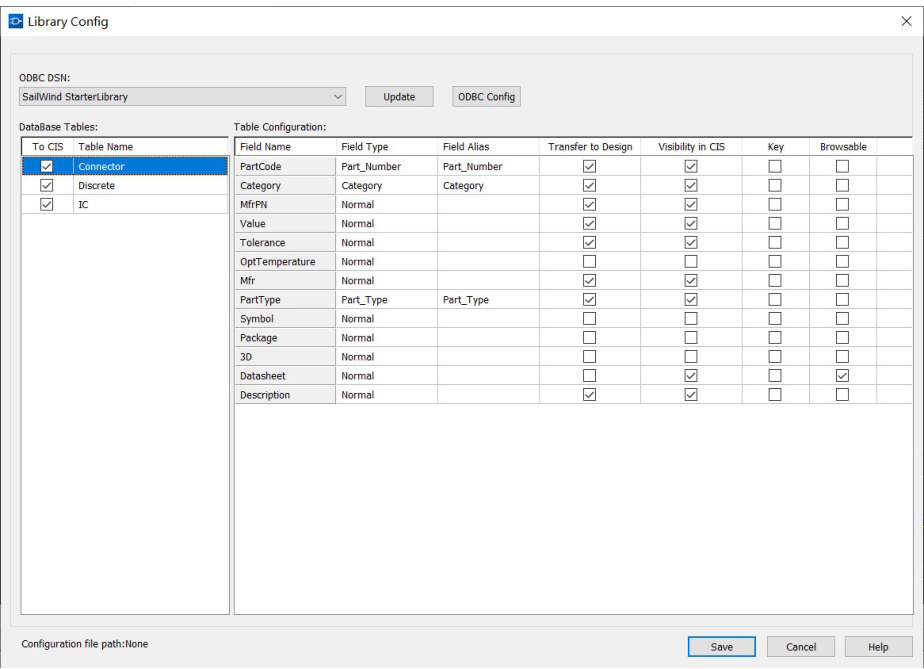 Library Config
ODBC DSN:
SailWind StarterLibrary Update ODBC Config
DataBase Tables: Table Configuration:
To CIS Table Name
Connector
Discrete
IC
Field Name Field Type Field Alias Transfer to Design Visibility in CIS Key Browsable
PartCode Part_Number Part_Number
Category Category Category
MfrPN Normal
Value Normal
Tolerance Normal
OptTemperature Normal
Mfr Normal
PartType Part_Type Part_Type
Symbol Normal
Package Normal
3D Normal
Datasheet Normal
Description Normal
Configuration file path:None
Save Cancel Help